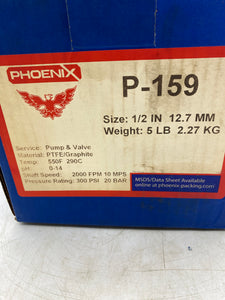 PHOENIX
P-159
Size: 1/2 IN 12.7 MM
Weight: 5 LB 2.27 KG
Service: Pump & Valve
Material: PTFE/Graphite
Temp: 550F 290C
pH: 0-14
Shaft Speed: 2000 FPM 10 MPS
Pressure Rating: 300 PSI 20 BAR
MSDS/Data Sheet Available
online at phoenix-packing.com/